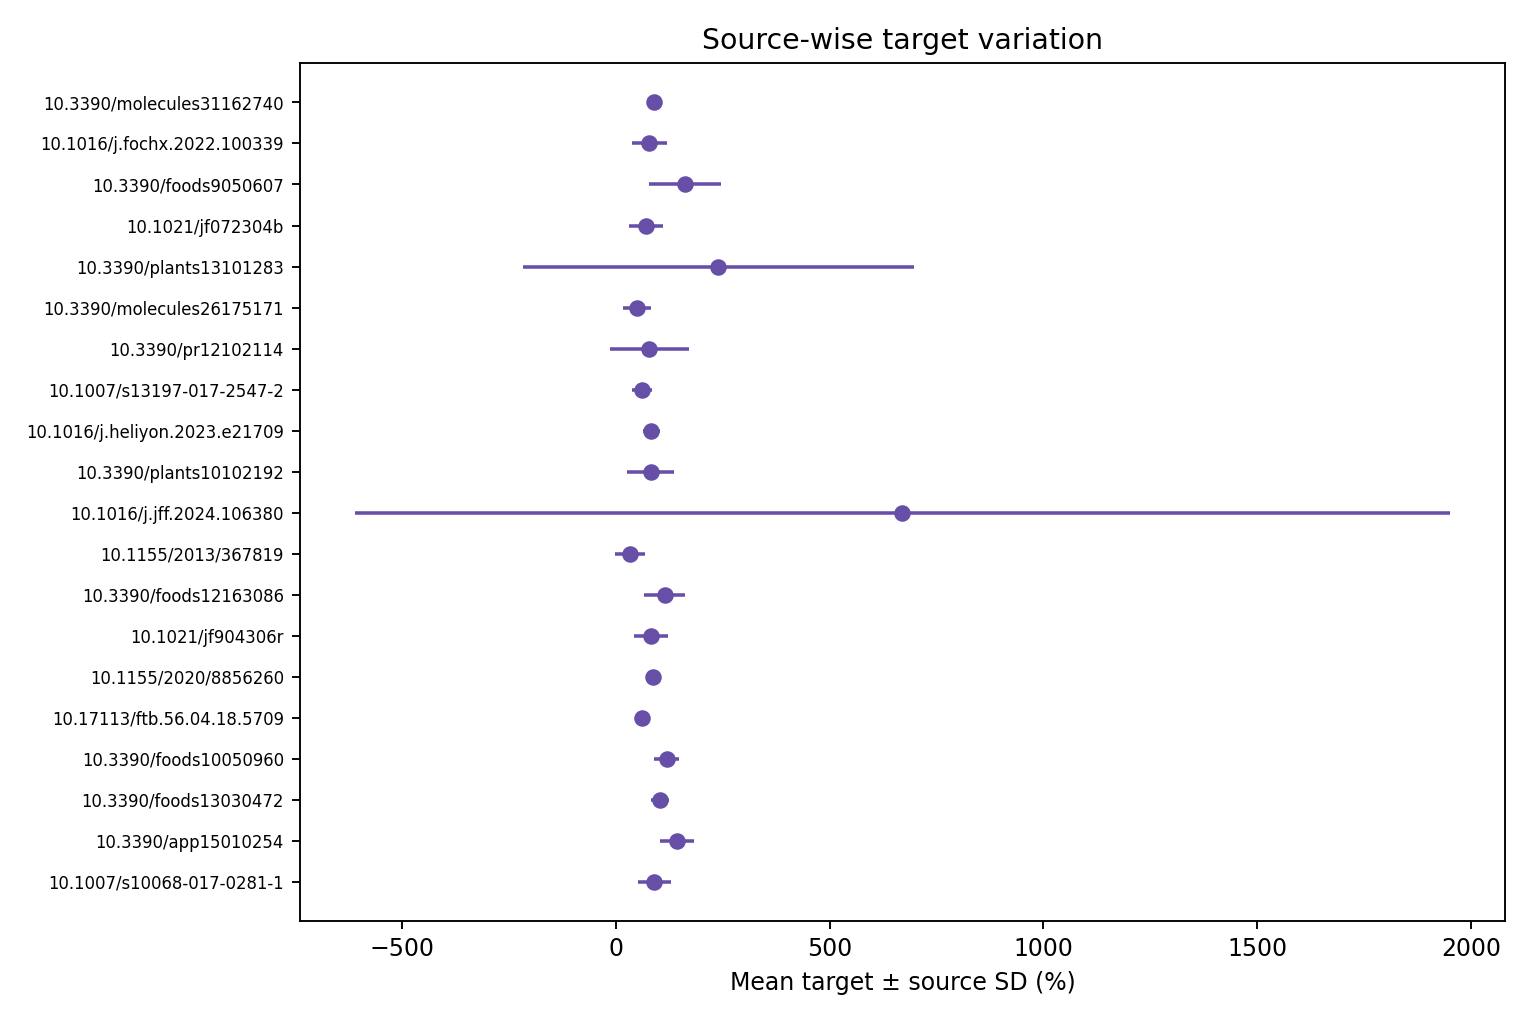 Source-wise target variation
10.3390/molecules31162740
10.1016/j.fochx.2022.100339
10.3390/foods9050607
10.1021/jf072304b
10.3390/plants13101283
10.3390/molecules26175171
10.3390/pr12102114
10.1007/s13197-017-2547-2
10.1016/j.heliyon.2023.e21709
10.3390/plants10102192
10.1016/j.jff.2024.106380
10.1155/2013/367819
10.3390/foods12163086
10.1021/jf904306r
10.1155/2020/8856260
10.17113/ftb.56.04.18.5709
10.3390/foods10050960
10.3390/foods13030472
10.3390/app15010254
10.1007/s10068-017-0281-1
−500 0 500 1000 1500 2000
Mean target ± source SD (%)